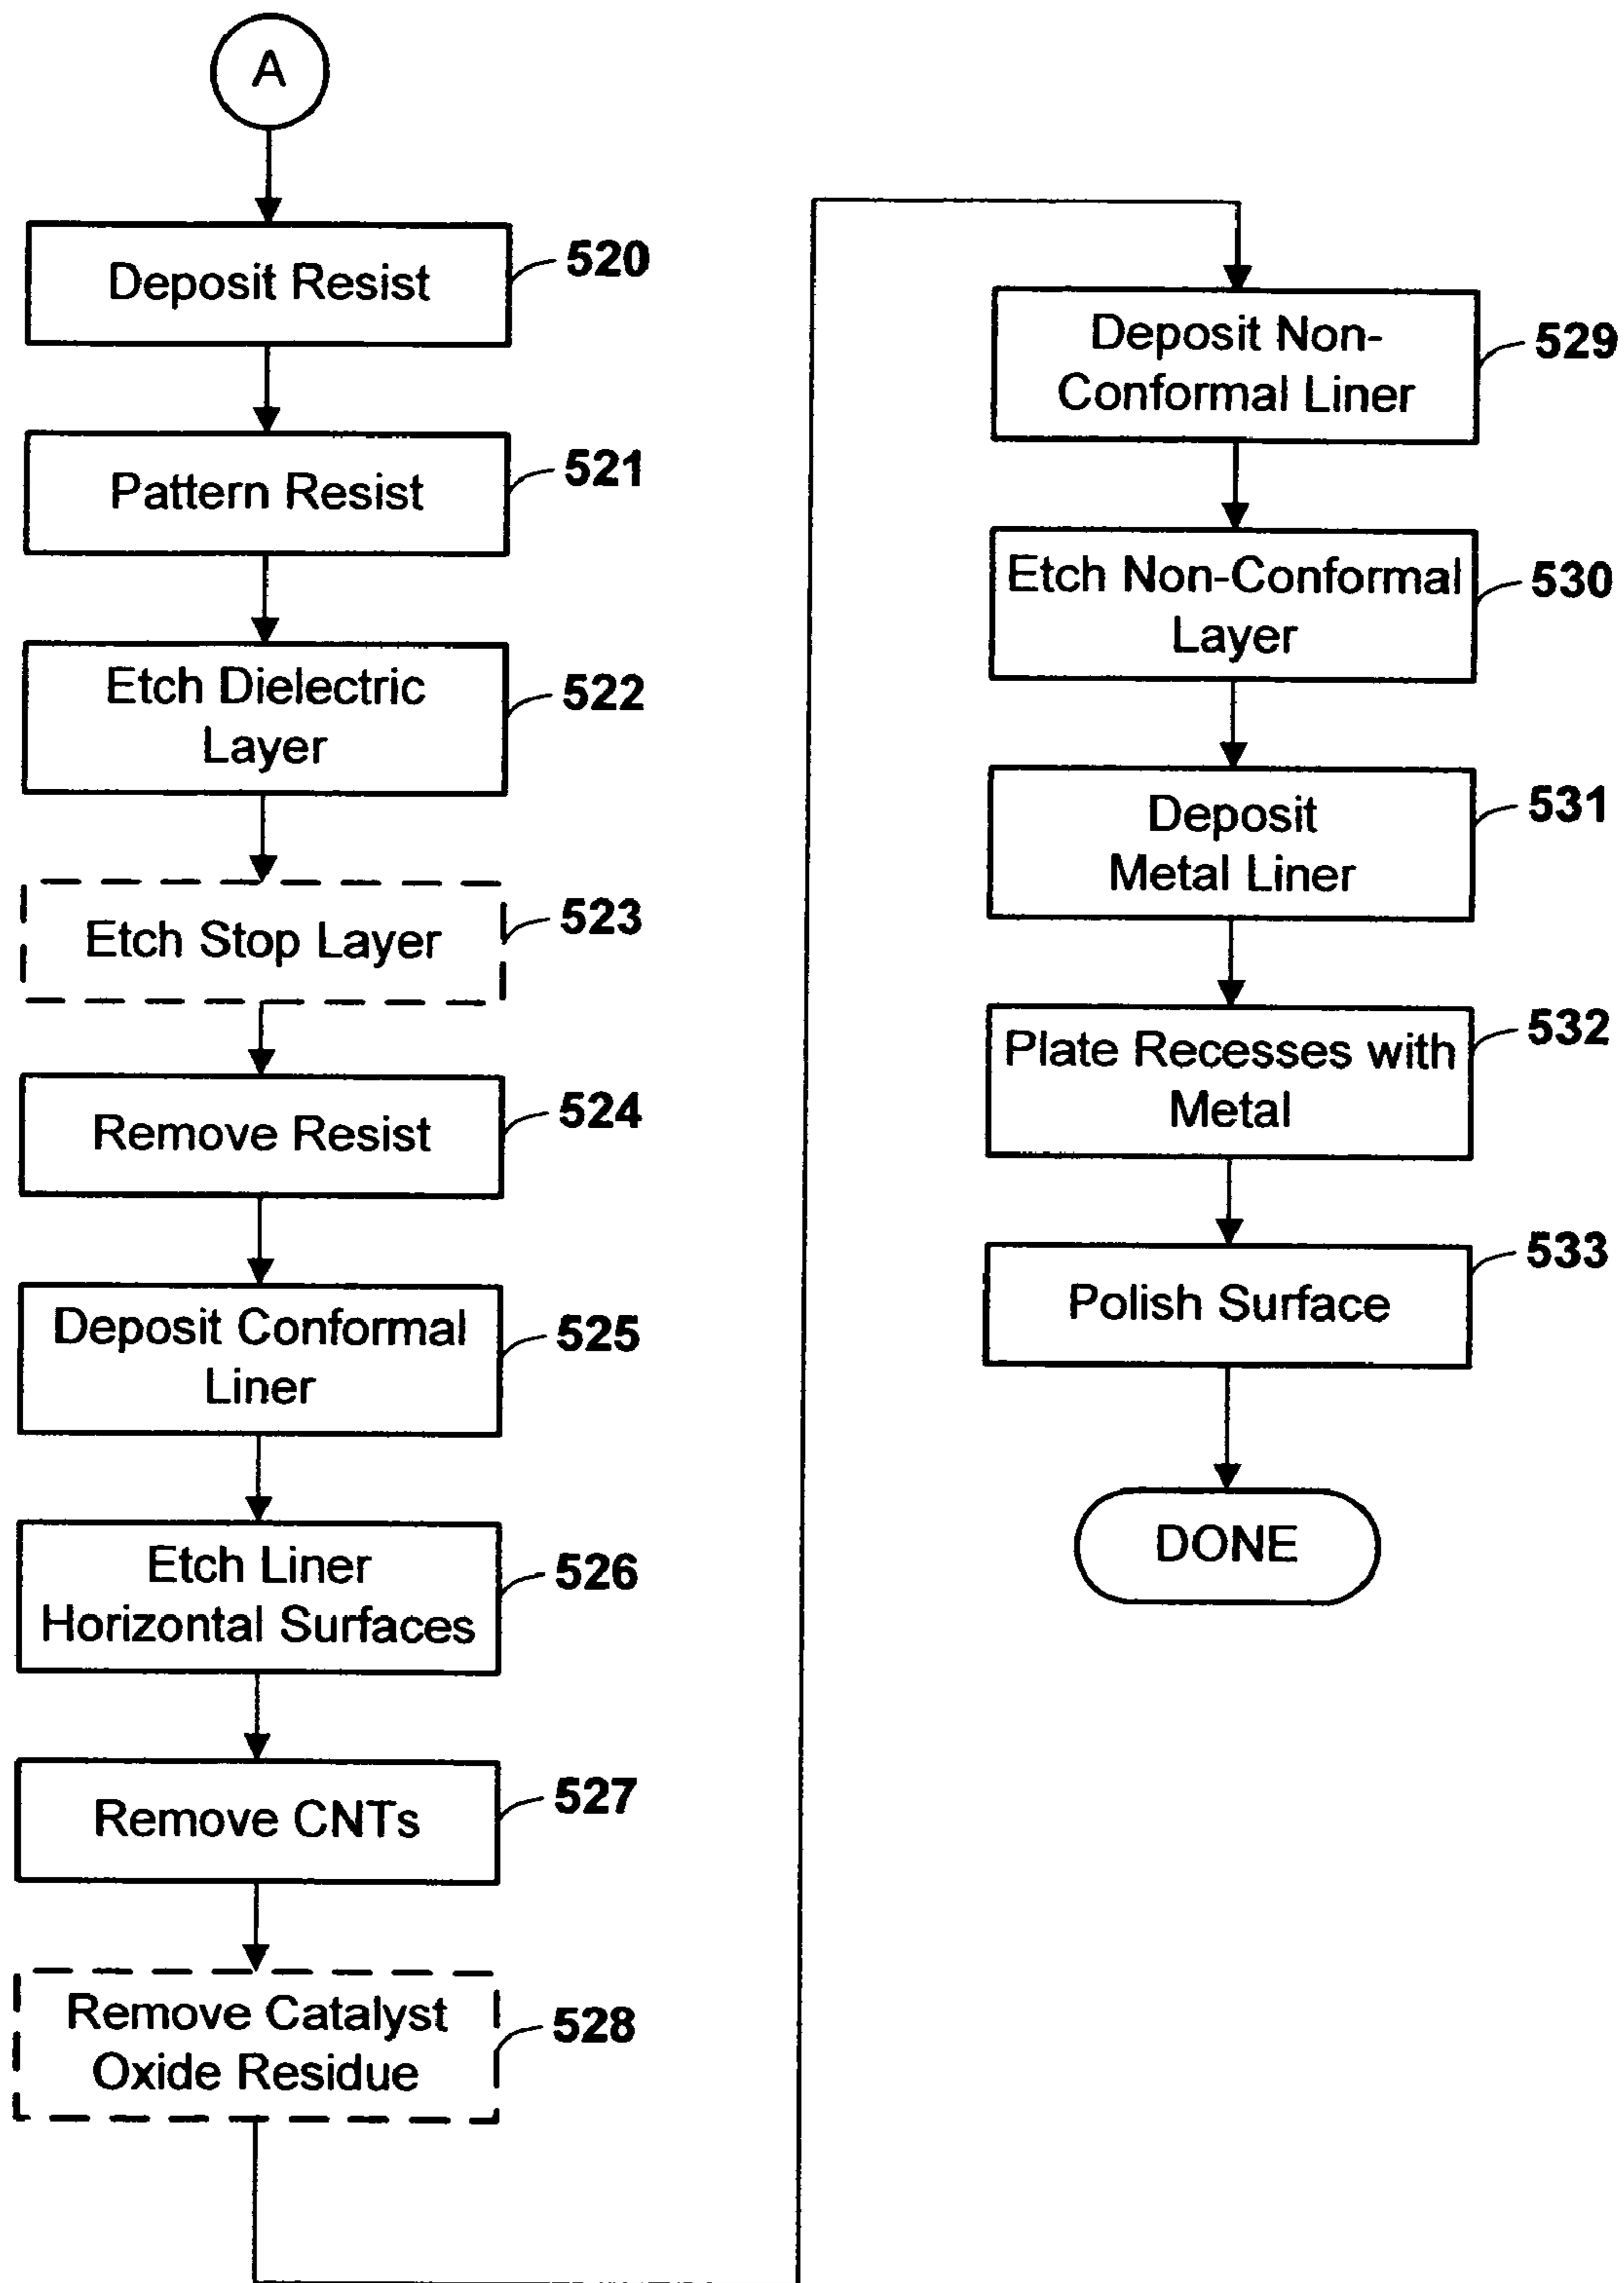 A
Deposit Resist
520
Pattern Resist
521
Etch Dielectric
Layer
522
Etch Stop Layer
523
Remove Resist
524
Deposit Conformal
Liner
525
Etch Liner
Horizontal Surfaces
526
Remove CNTs
527
Remove Catalyst
Oxide Residue
528
Deposit Non-
Conformal Liner
529
Etch Non-Conformal
Layer
530
Deposit
Metal Liner
531
Plate Recesses with
Metal
532
Polish Surface
533
DONE